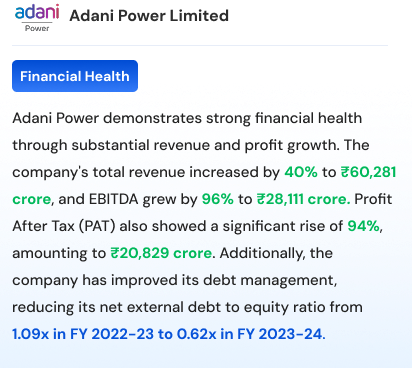 adani
Power
Adani Power Limited
Financial Health
Adani Power demonstrates strong financial health
through substantial revenue and profit growth. The
company's total revenue increased by 40% to ₹60,281
crore, and EBITDA grew by 96% to ₹28,111 crore. Profit
After Tax (PAT) also showed a significant rise of 94%,
amounting to ₹20,829 crore. Additionally, the
company has improved its debt management,
reducing its net external debt to equity ratio from
1.09x in FY 2022-23 to 0.62x in FY 2023-24.